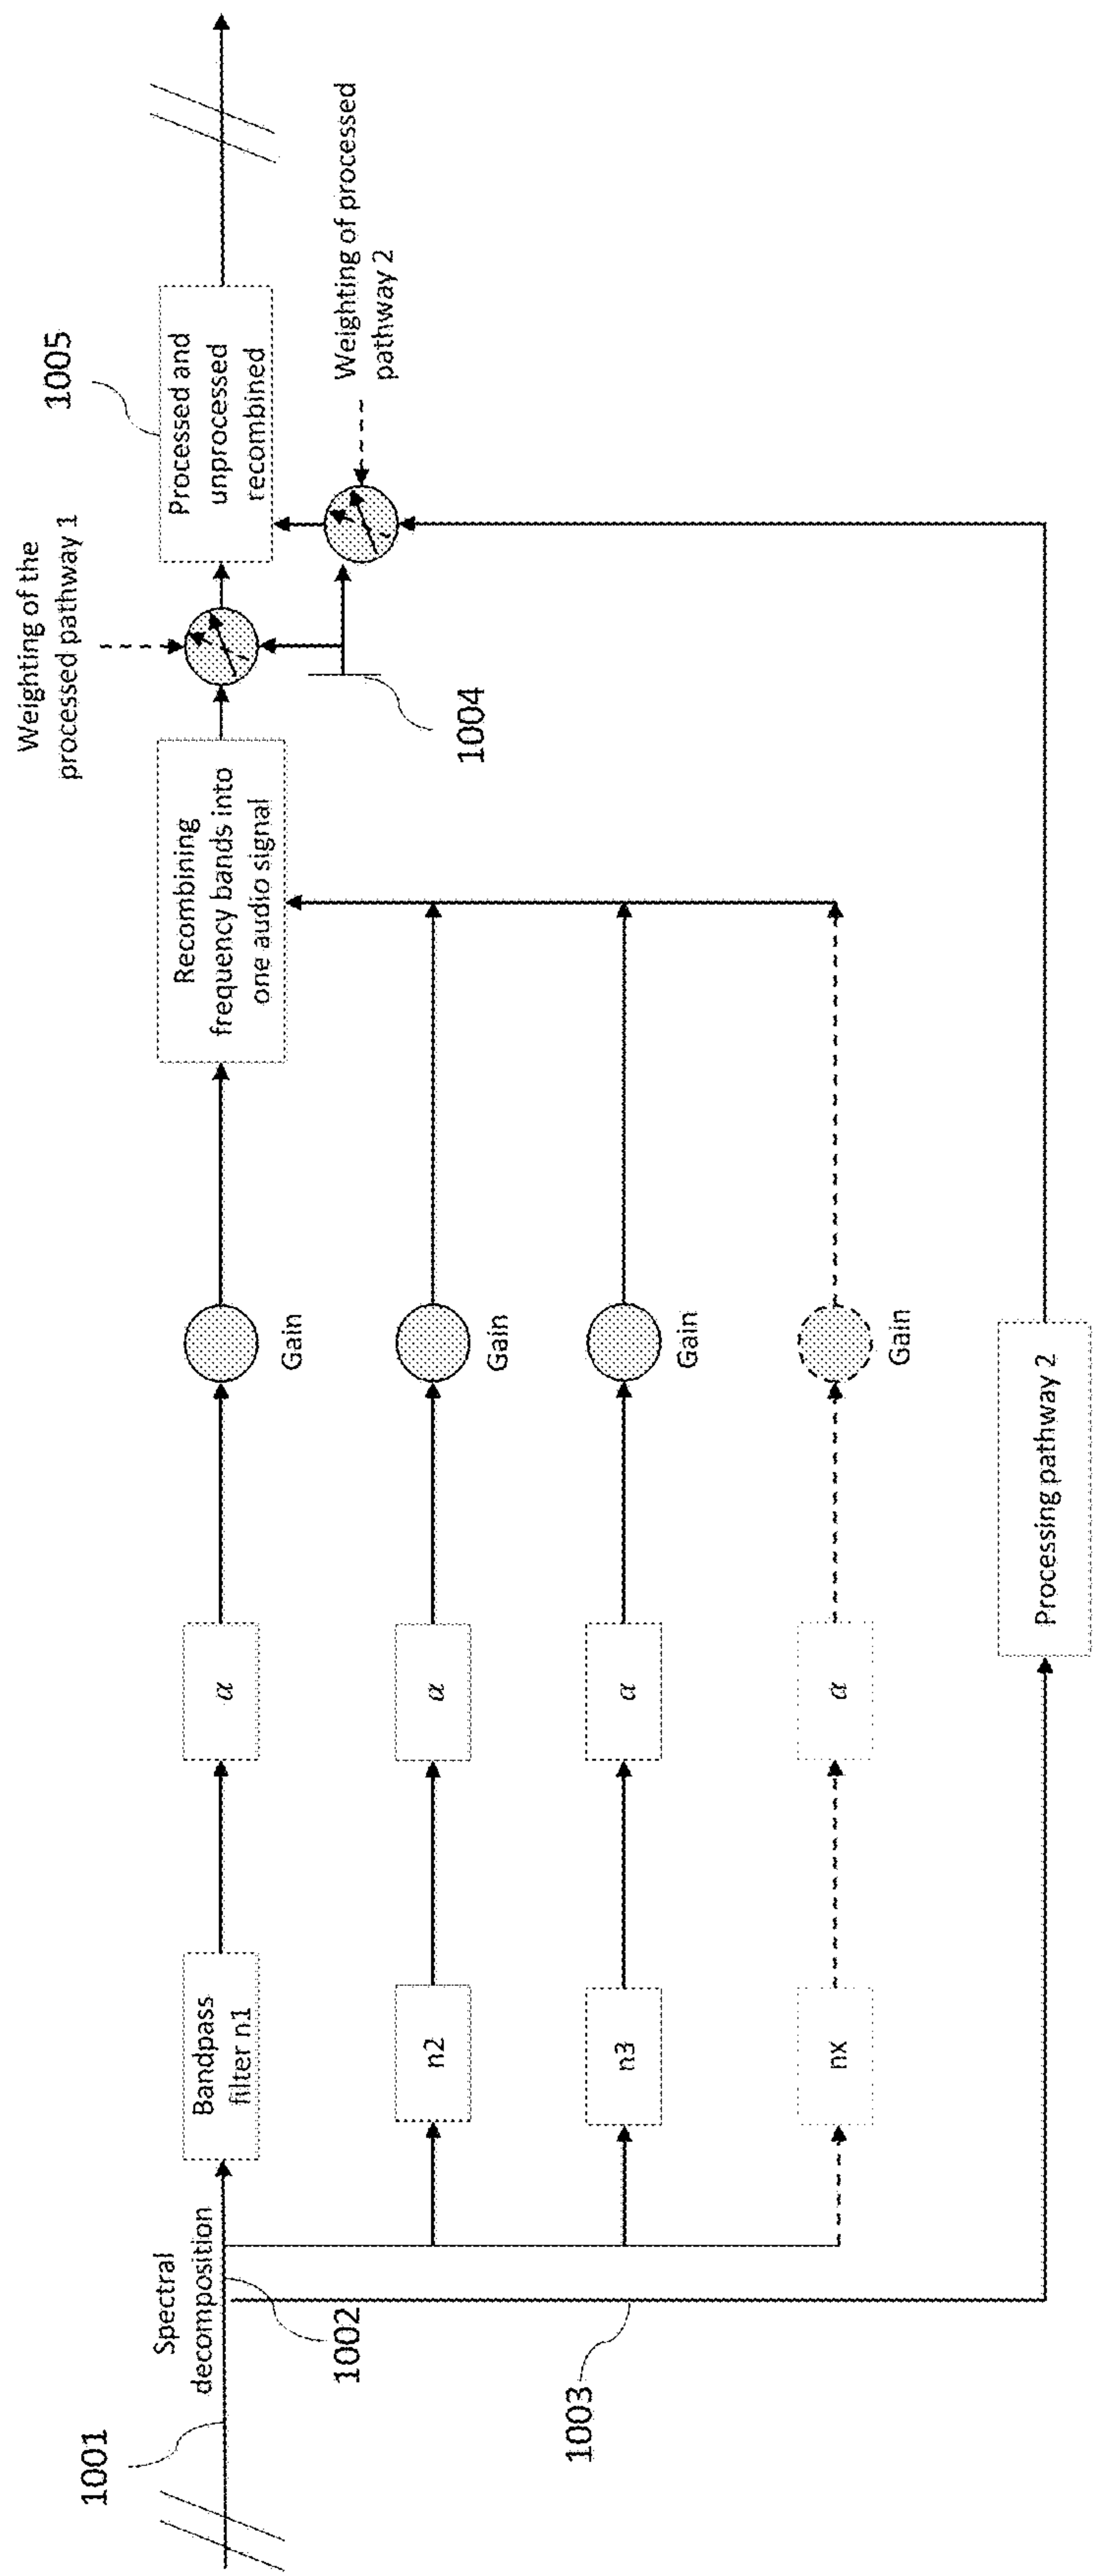 1001
Spectral
decomposition
1002
1003
Bandpass
filter n1
n2
n3
nx
α
α
α
α
Gain
Gain
Gain
Gain
Processing pathway 2
Recombining
frequency bands into
one audio signal
Weighting of the
processed pathway 1
1004
1005
Processed and
unprocessed
recombined
Weighting of processed
pathway 2